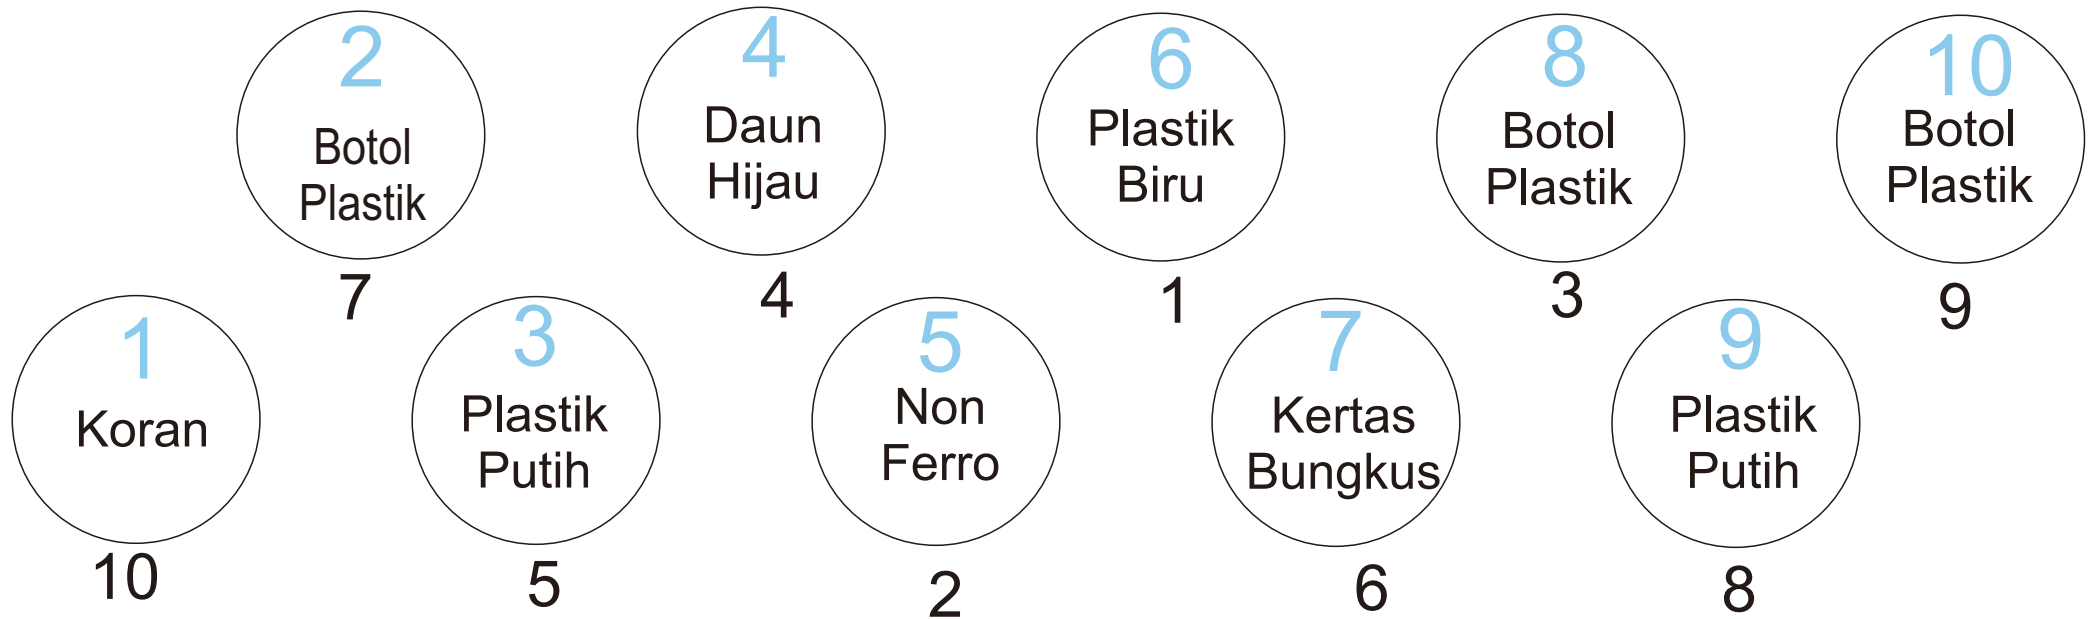 2
Botol
Plastik
7
4
Daun
Hijau
4
6
Plastik
Biru
1
8
Botol
Plastik
3
10
Botol
Plastik
9
1
Koran
10
3
Plastik
Putih
5
5
Non
Ferro
2
7
Kertas
Bungkus
6
9
Plastik
Putih
8